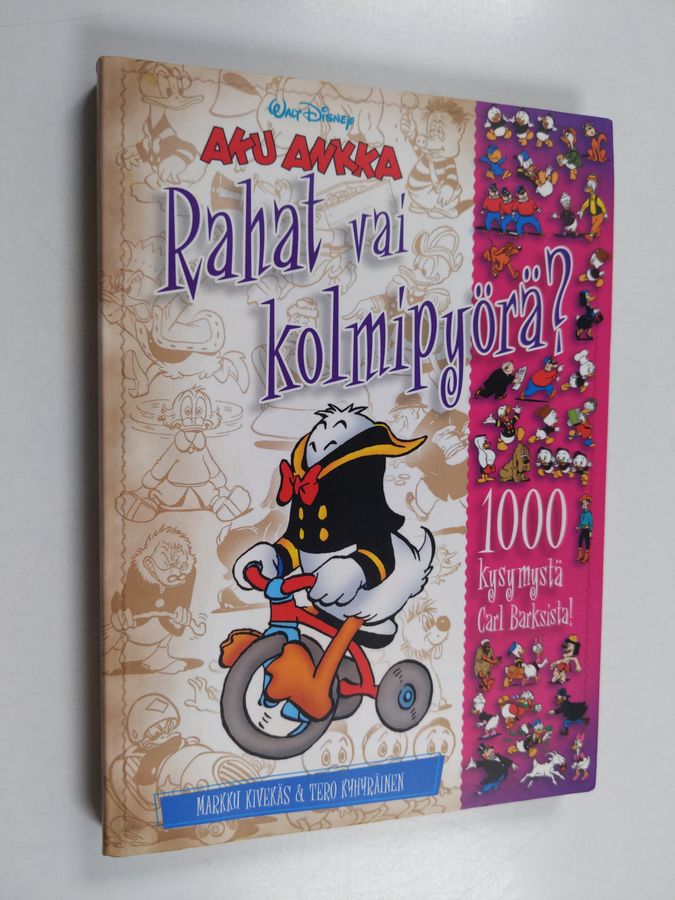 WALT DISNEY
AKU ANKKA
Rahat vai
kolmipyörä?
1000
kysymystä
Carl Barksista!
MARKKU KIVEKÄS & TERO KYHYRÄINEN